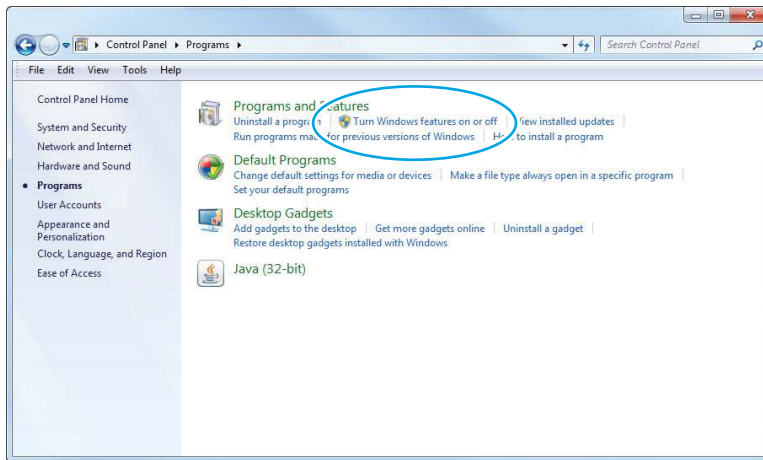 Control Panel ▸ Programs ▸
Search Control Panel
File Edit View Tools Help
Control Panel Home
System and Security
Network and Internet
Hardware and Sound
Programs
User Accounts
Appearance and
Personalization
Clock, Language, and Region
Ease of Access
Programs and Features
Uninstall a program Turn Windows features on or off View installed updates
Run programs made for previous versions of Windows How to install a program
Default Programs
Change default settings for media or devices Make a file type always open in a specific program
Set your default programs
Desktop Gadgets
Add gadgets to the desktop Get more gadgets online Uninstall a gadget
Restore desktop gadgets installed with Windows
Java (32-bit)